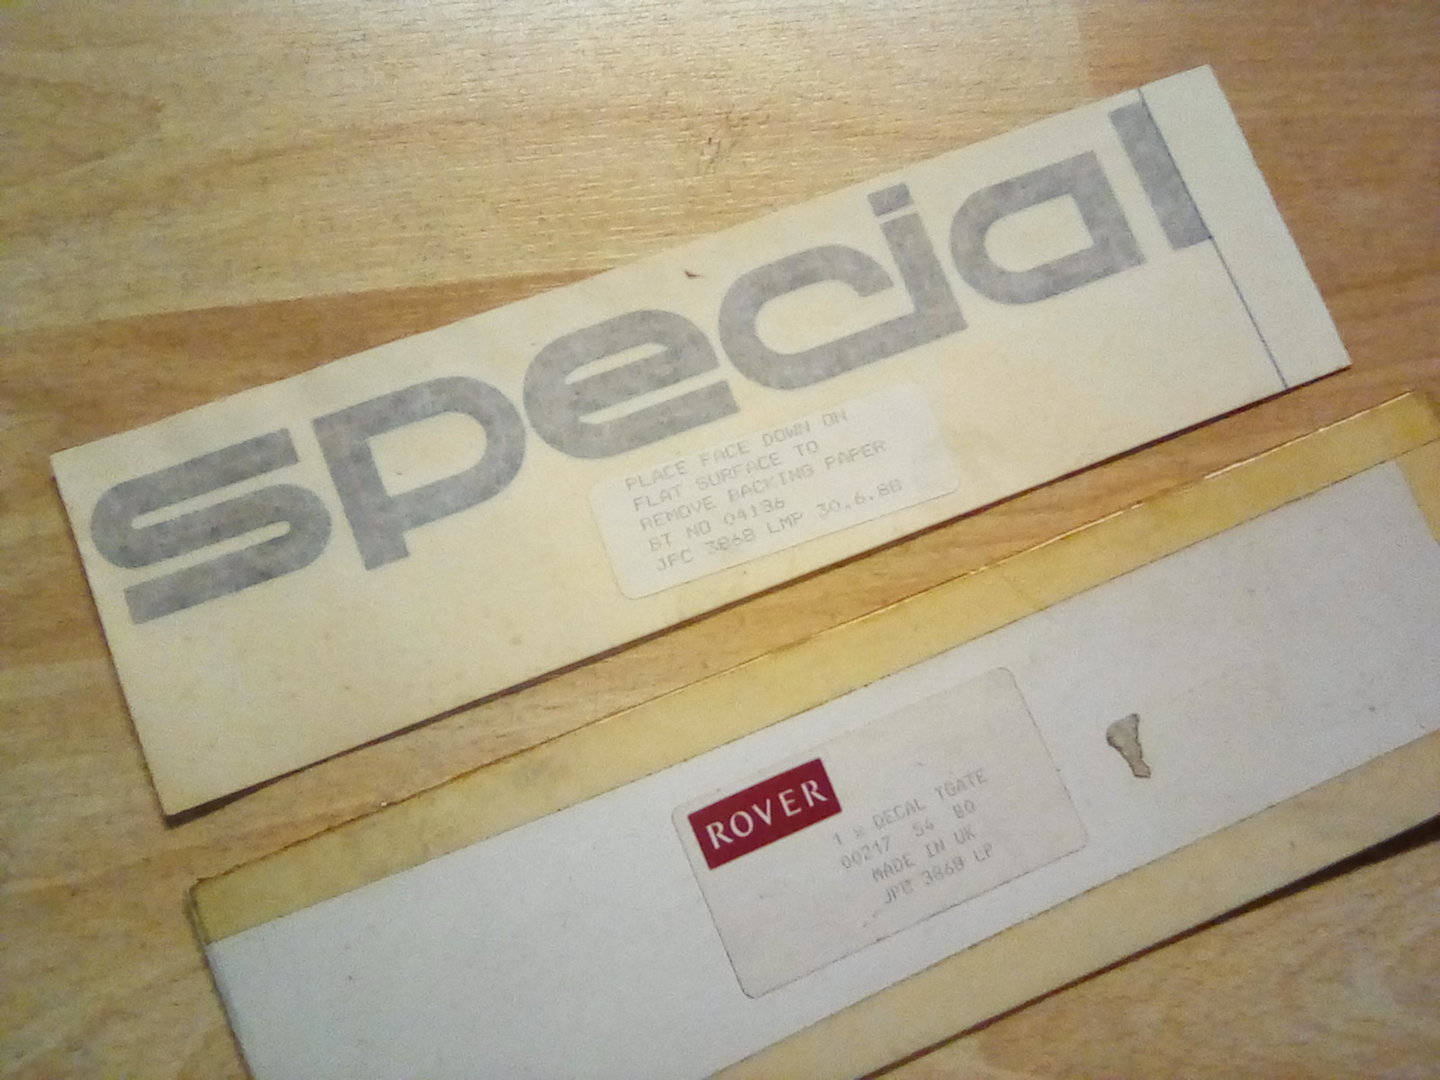 special
PLACE FACE DOWN ON
FLAT SURFACE TO
REMOVE BACKING PAPER
BT NO 04136
JFC 3868 LMP 30.6.88
ROVER
1 x DECAL TGATE
00217 54 80
MADE IN UK
JFC 3868 LP